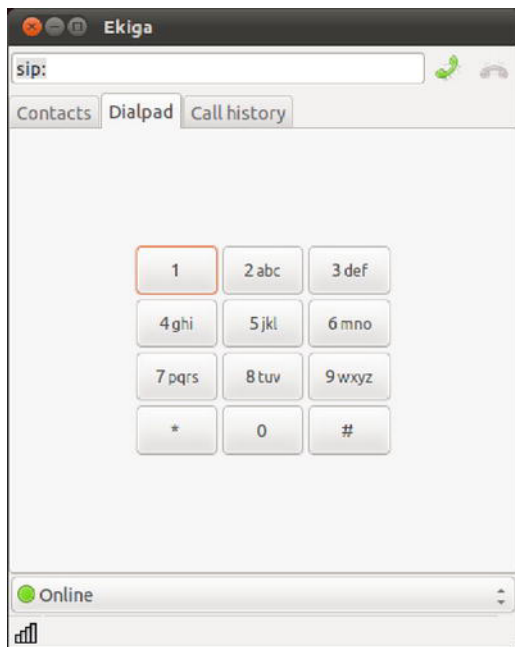 Ekiga
sip:
Contacts Dialpad Call history
1 2 abc 3 def
4 ghi 5 jkl 6 mno
7 pqrs 8 tuv 9 wxyz
* 0 #
Online